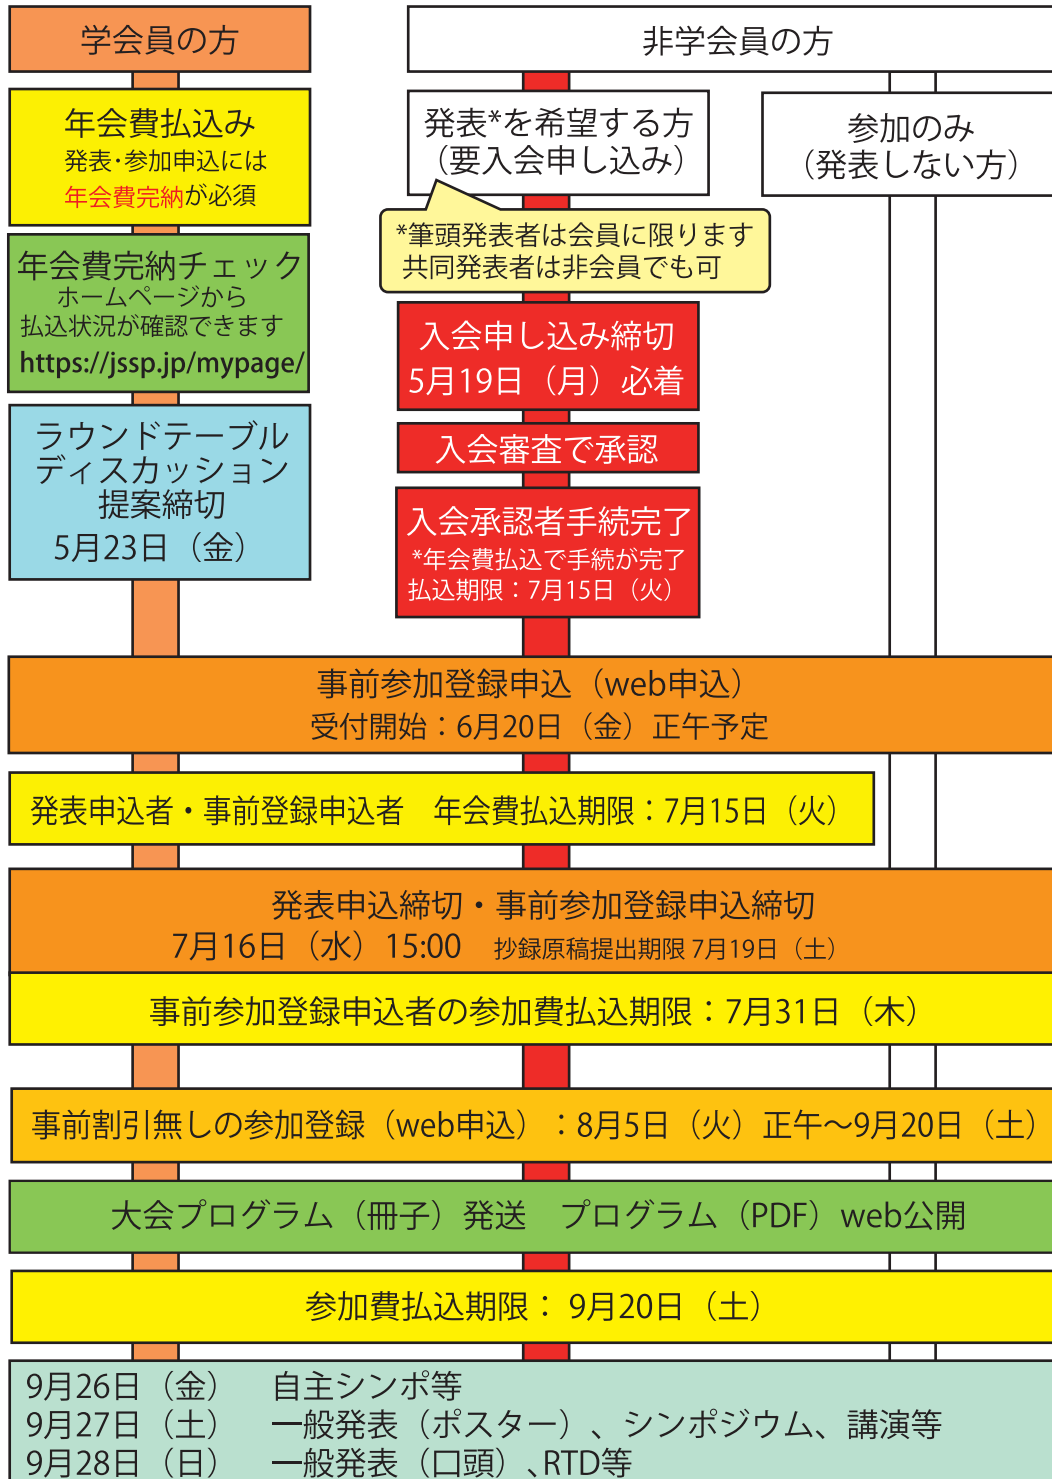 学会員の方
年会費払込み
発表・参加申込には
年会費完納が必須
年会費完納チェック
ホームページから
払込状況が確認できます
https://jssp.jp/mypage/
ラウンドテーブル
ディスカッション
提案締切
5月23日（金）
非学会員の方
発表*を希望する方
（要入会申し込み）
*筆頭発表者は会員に限ります
共同発表者は非会員でも可
入会申し込み締切
5月19日（月）必着
入会審査で承認
入会承認者手続完了
*年会費払込で手続が完了
払込期限：7月15日（火）
参加のみ
（発表しない方）
事前参加登録申込（web申込）
受付開始：6月20日（金）正午予定
発表申込者・事前登録申込者　年会費払込期限：7月15日（火）
発表申込締切・事前参加登録申込締切
7月16日（水）15:00　抄録原稿提出期限 7月19日（土）
事前参加登録申込者の参加費払込期限：7月31日（木）
事前割引無しの参加登録（web申込）：8月5日（火）正午～9月20日（土）
大会プログラム（冊子）発送　プログラム（PDF）web公開
参加費払込期限： 9月20日（土）
9月26日（金）　自主シンポ等
9月27日（土）　一般発表（ポスター）、シンポジウム、講演等
9月28日（日）　一般発表（口頭）、RTD等